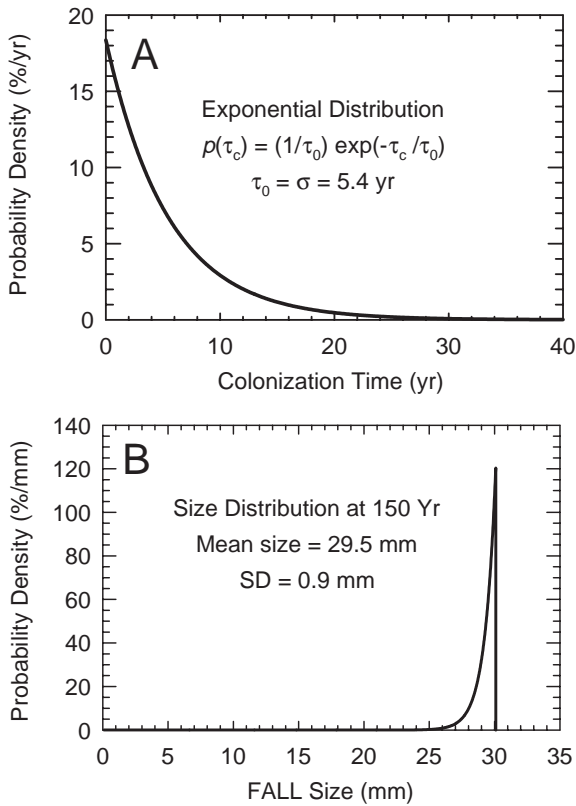 20
15
10
5
0
Probability Density (%/yr)
A
Exponential Distribution
p(τc) = (1/τ0) exp(-τc /τ0)
τ0 = σ = 5.4 yr
0 10 20 30 40
Colonization Time (yr)
140
120
100
80
60
40
20
0
Probability Density (%/mm)
B
Size Distribution at 150 Yr
Mean size = 29.5 mm
SD = 0.9 mm
0 5 10 15 20 25 30 35
FALL Size (mm)